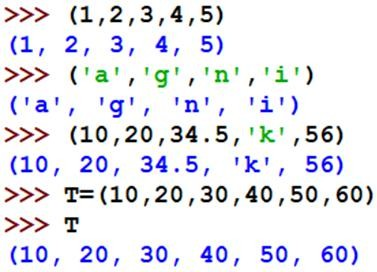 >>> (1,2,3,4,5)
(1, 2, 3, 4, 5)
>>> ('a','g','n','i')
('a', 'g', 'n', 'i')
>>> (10,20,34.5,'k',56)
(10, 20, 34.5, 'k', 56)
>>> T=(10,20,30,40,50,60)
>>> T
(10, 20, 30, 40, 50, 60)